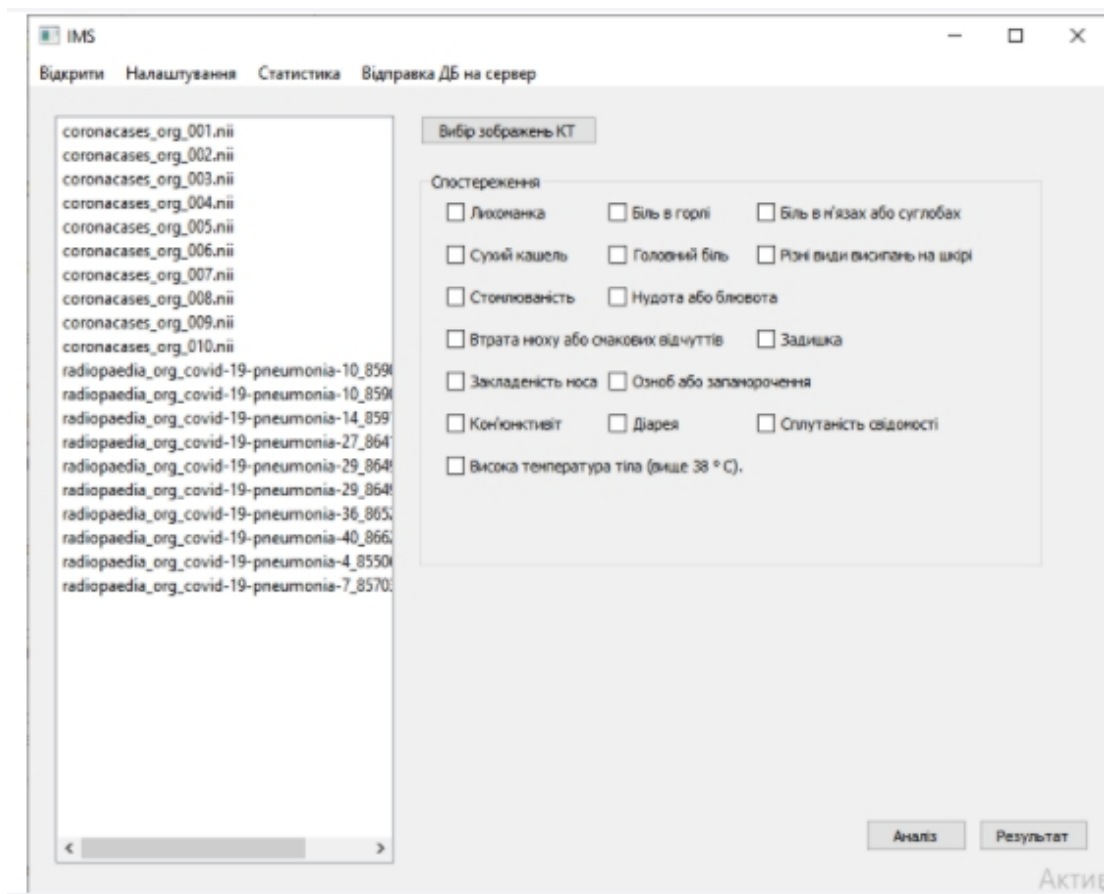 IMS
Відкрити Налаштування Статистика Відправка ДБ на сервер
coronacases_org_001.nii
coronacases_org_002.nii
coronacases_org_003.nii
coronacases_org_004.nii
coronacases_org_005.nii
coronacases_org_006.nii
coronacases_org_007.nii
coronacases_org_008.nii
coronacases_org_009.nii
coronacases_org_010.nii
radiopaedia_org_covid-19-pneumonia-10_859
radiopaedia_org_covid-19-pneumonia-10_859
radiopaedia_org_covid-19-pneumonia-14_859
radiopaedia_org_covid-19-pneumonia-27_864
radiopaedia_org_covid-19-pneumonia-29_864
radiopaedia_org_covid-19-pneumonia-29_864
radiopaedia_org_covid-19-pneumonia-36_865
radiopaedia_org_covid-19-pneumonia-40_866
radiopaedia_org_covid-19-pneumonia-4_8550
radiopaedia_org_covid-19-pneumonia-7_8570
Вибір зображень КТ
Спостереження
Лихоманка Біль в горлі Біль в м'язах або суглобах
Сухий кашель Головний біль Різні види висипань на шкірі
Стомлюваність Нудота або блювота
Втрата нюху або смакових відчуттів Задишка
Закладеність носа Озноб або запаморочення
Кон'юнктивіт Діарея Сплутаність свідомості
Висока температура тіла (вище 38 ° C).
Аналіз Результат
Актив